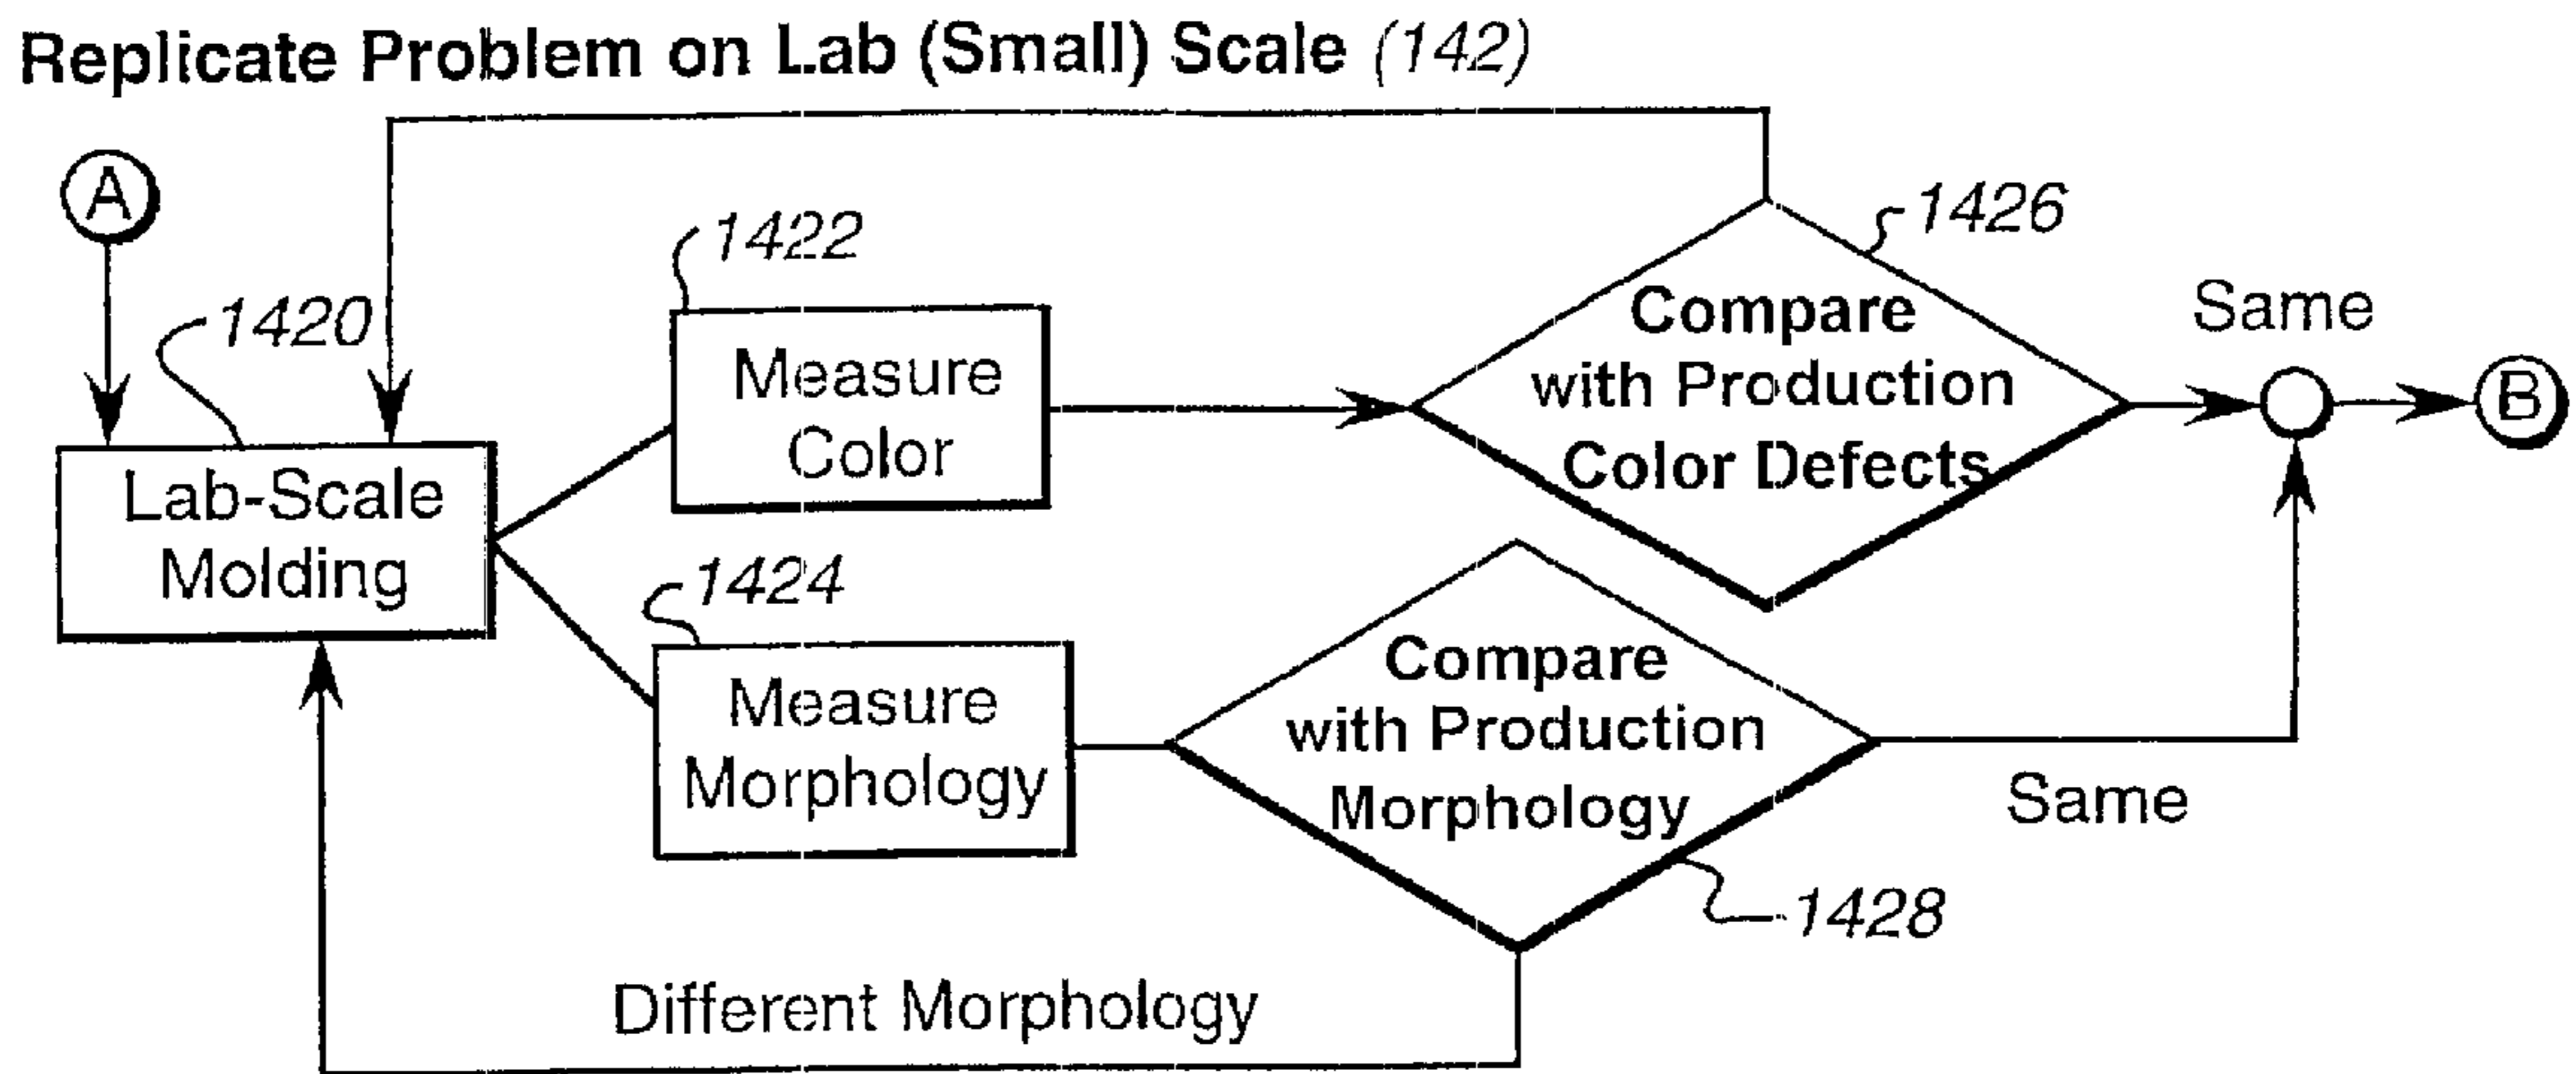 Replicate Problem on Lab (Small) Scale (142)
A
1420
1422
1426
Lab-Scale
Molding
Measure
Color
Compare
with Production
Color Defects
Same
B
1424
Measure
Morphology
Compare
with Production
Morphology
Same
1428
Different Morphology